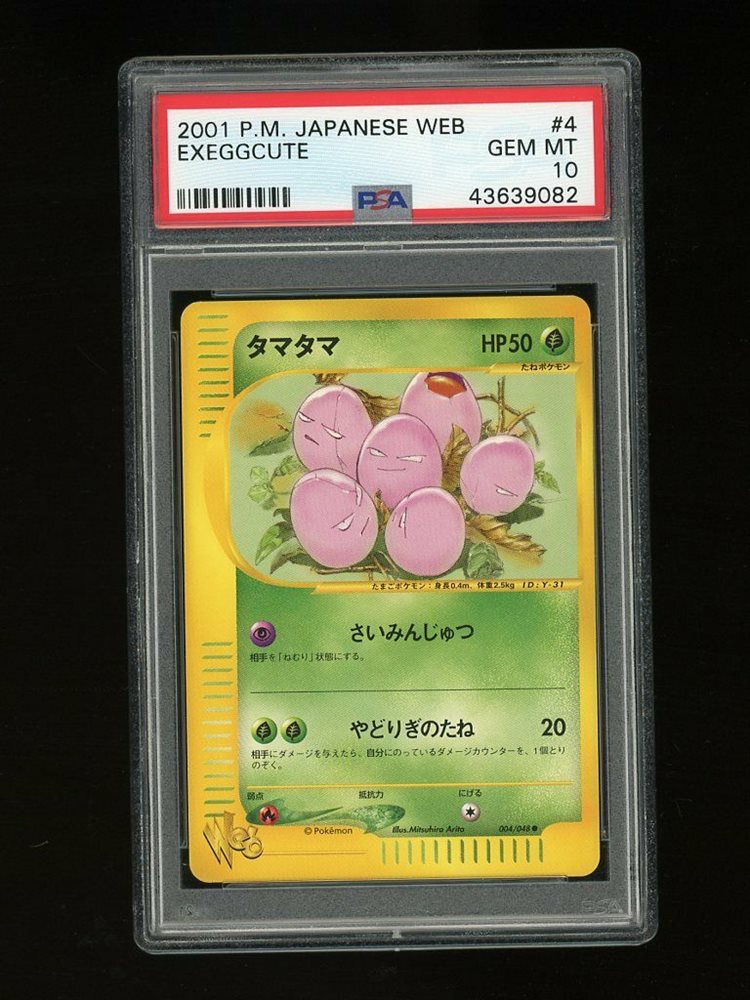 2001 P.M. JAPANESE WEB #4
EXEGGCUTE GEM MT
10
PSA 43639082
タマタマ HP50
たねポケモン
たまごポケモン：身長0.4m、体重2.5kg ID:Y-31
さいみんじゅつ
相手を「ねむり」状態にする。
やどりぎのたね 20
相手にダメージを与えたら、自分にのっているダメージカウンターを、1個とり
のぞく。
弱点 抵抗力 にげる
Web
©Pokémon Illus.Mitsuhiro Arita 004/048●